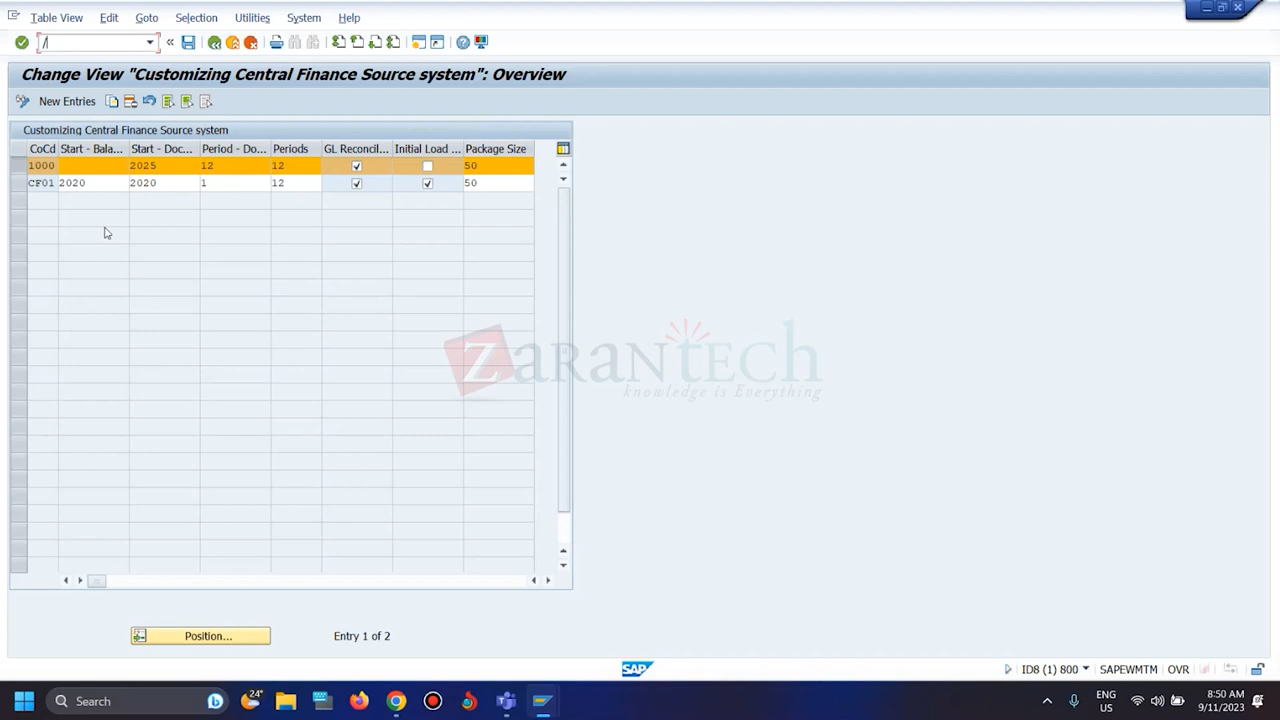 Table View Edit Goto Selection Utilities System Help
/
Change View "Customizing Central Finance Source system": Overview
New Entries
Customizing Central Finance Source system
CoCd Start - Bala... Start - Doc... Period - Do... Periods GL Reconcil... Initial Load ... Package Size
1000 2025 12 12 50
CF01 2020 2020 1 12 50
ZaranTech
knowledge is Everything
Position... Entry 1 of 2
SAP ID8 (1) 800 SAPEWMTM OVR
Search 24° ENG 8:50 AM
US 9/11/2023